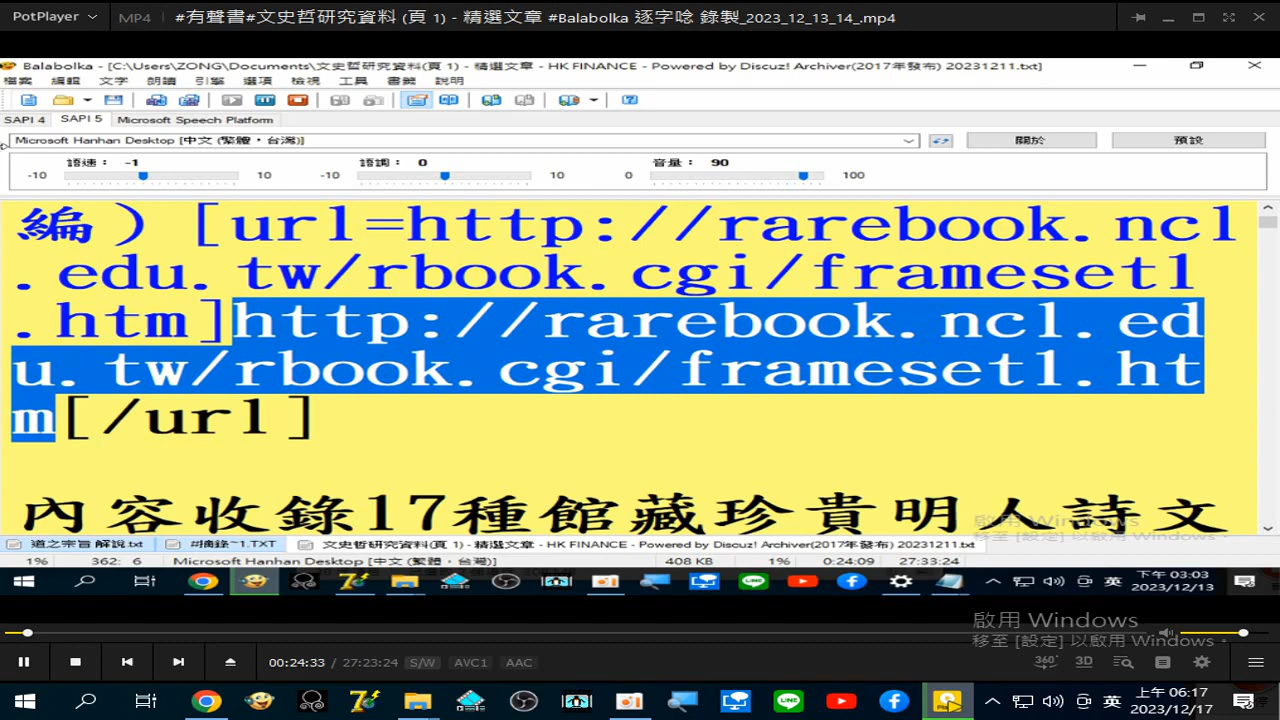 PotPlayer
MP4
#有聲書#文史哲研究資料 (頁 1) - 精選文章 #Balabolka 逐字唸 錄製_2023_12_13_14_.mp4
Balabolka - [C:\Users\ZONG\Documents\文史哲研究資料(頁 1) - 精選文章 - HK FINANCE - Powered by Discuz! Archiver(2017年發布) 20231211.txt]
檔案 編輯 文字 朗讀 引擎 選項 檢視 工具 書籤 說明
SAPI 4 SAPI 5 Microsoft Speech Platform
Microsoft Hanhan Desktop [中文 (繁體，台灣)]
關於
預設
語速： -1 語調： 0 音量： 90
-10 10 -10 10 0 100
編）[url=http://rarebook.ncl
.edu.tw/rbook.cgi/frameset1
.htm]http://rarebook.ncl.ed
u.tw/rbook.cgi/frameset1.ht
m[/url]
內容收錄17種館藏珍貴明人詩文
啟用 Windows
移至 [設定] 以啟用 Windows。
道之宗旨 解說.txt #摘錄~1.TXT 文史哲研究資料(頁 1) - 精選文章 - HK FINANCE - Powered by Discuz! Archiver(2017年發布) 20231211.txt
1% 362: 6 Microsoft Hanhan Desktop [中文 (繁體，台灣)] 408 KB 1% 0:24:09 27:33:24
英
下午 03:03
2023/12/13
啟用 Windows
移至 [設定] 以啟用 Windows。
00:24:33 / 27:23:24 S/W AVC1 AAC
360° 3D
英
上午 06:17
2023/12/17